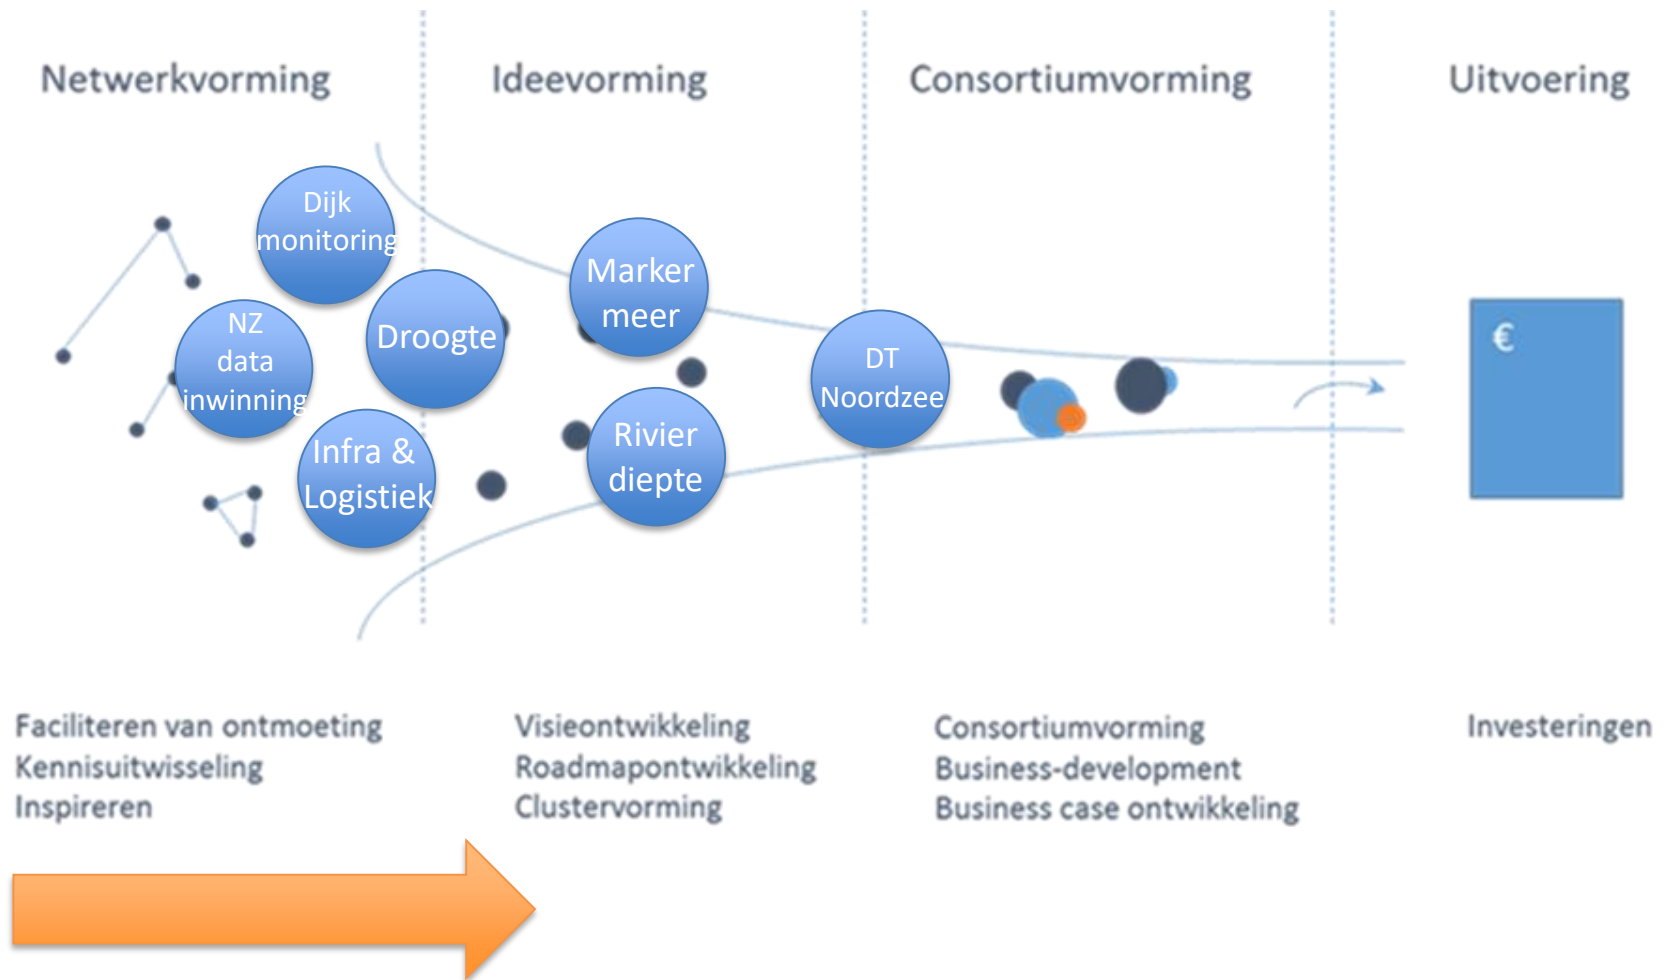 Netwerkvorming
Ideevorming
Consortiumvorming
Uitvoering
Dijk
monitoring
NZ
data
inwinning
Droogte
Infra &
Logistiek
Marker
meer
Rivier
diepte
DT
Noordzee
€
Faciliteren van ontmoeting
Kennisuitwisseling
Inspireren
Visieontwikkeling
Roadmapontwikkeling
Clustervorming
Consortiumvorming
Business-development
Business case ontwikkeling
Investeringen